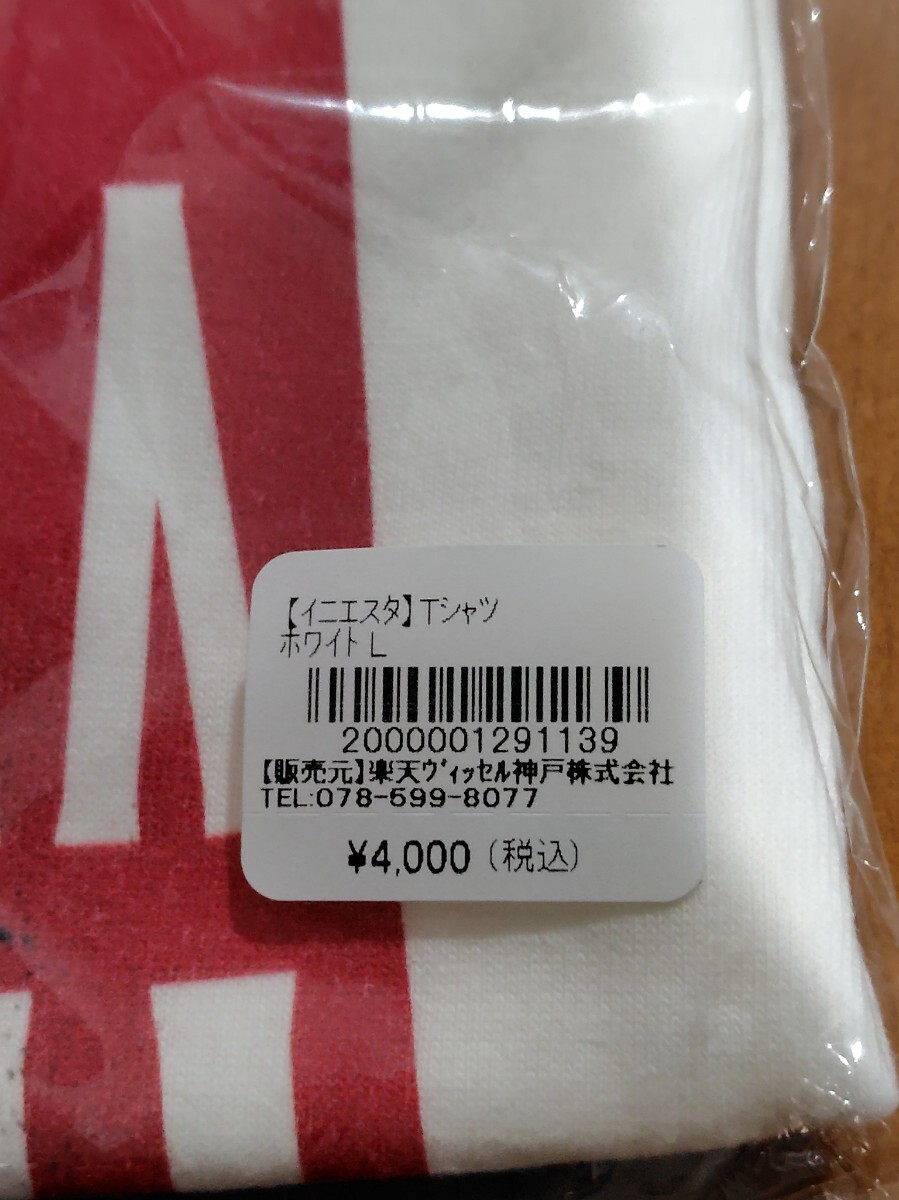 【イニエスタ】Tシャツ
ホワイト L
2000001291139
【販売元】楽天ヴィッセル神戸株式会社
TEL:078-599-8077
¥4,000（税込）